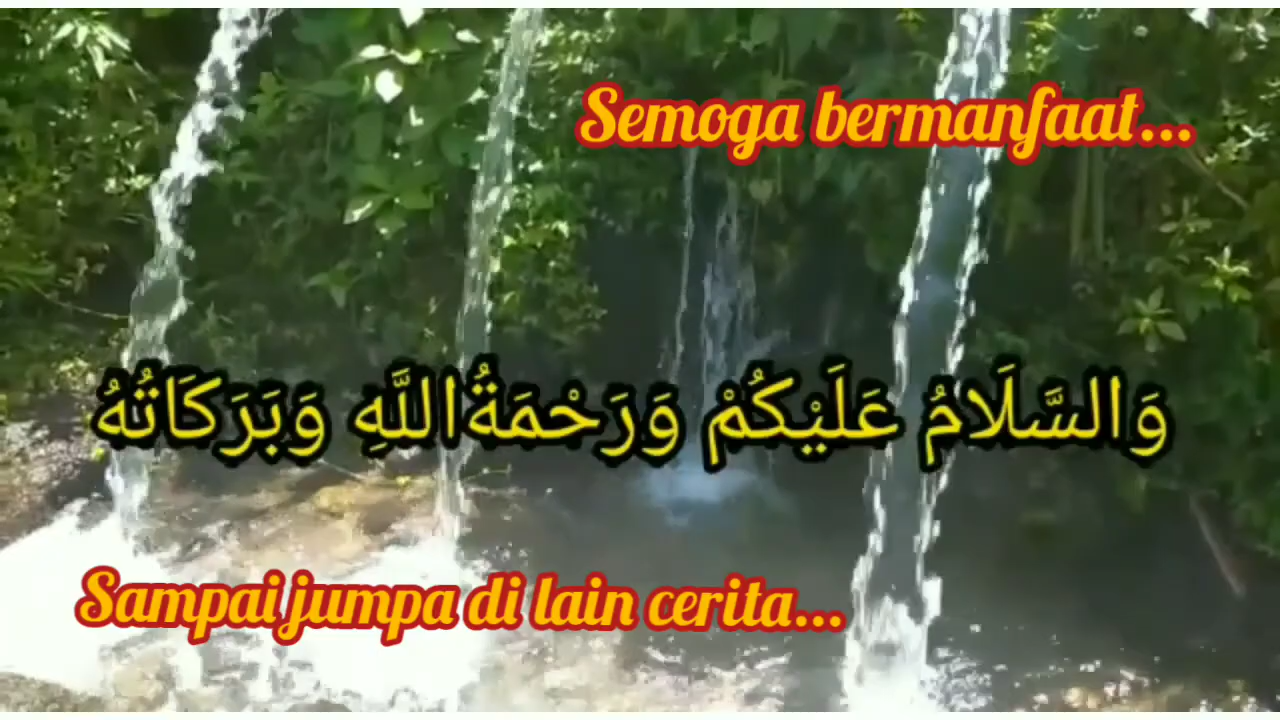 Semoga bermanfaat...
وَالسَّلَامُ عَلَيْكُمْ وَرَحْمَةُاللَّهِ وَبَرَكَاتُهُ
Sampai jumpa di lain cerita...